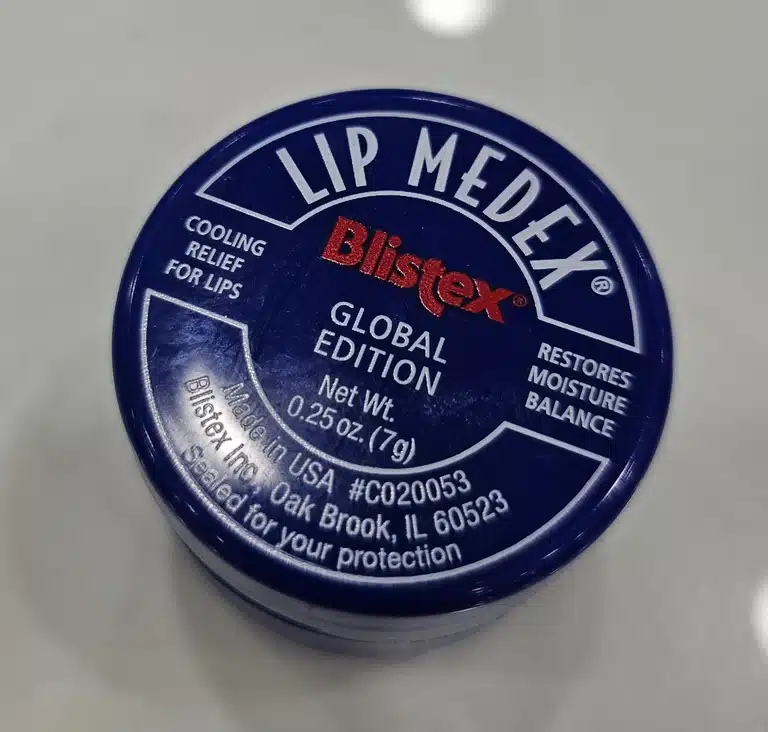 LIP MEDEX®
COOLING
RELIEF
FOR LIPS
Blistex®
GLOBAL
EDITION
Net Wt.
0.25 oz. (7g)
RESTORES
MOISTURE
BALANCE
Made in USA #C020053
Blistex Inc., Oak Brook, IL 60523
Sealed for your protection